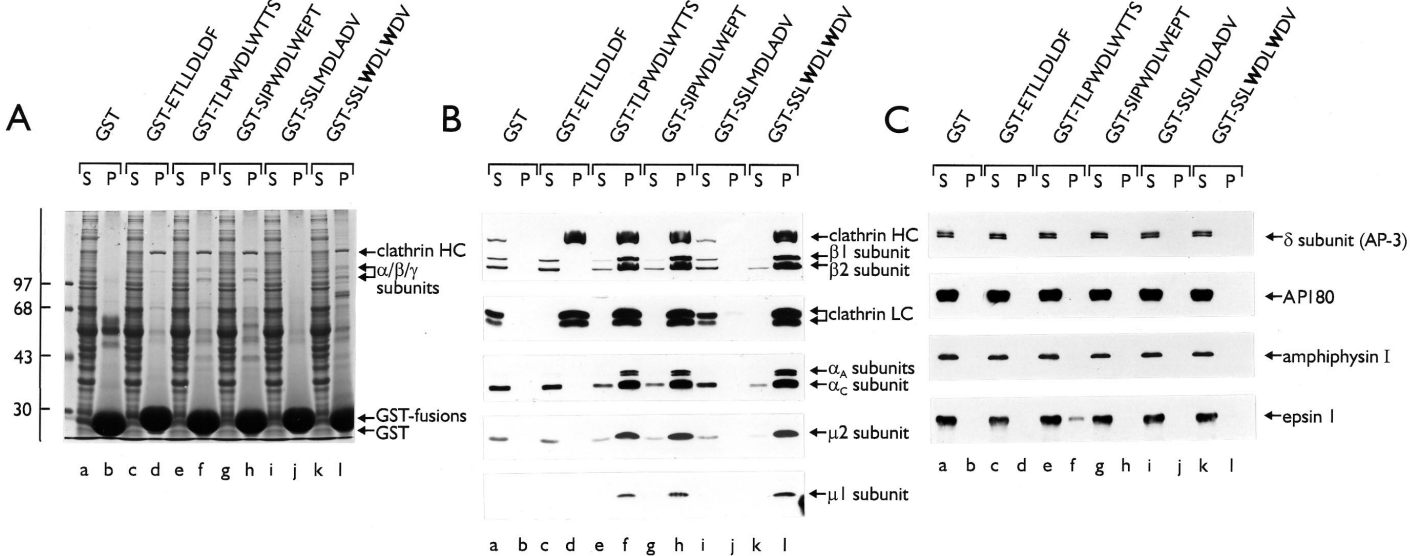 A
GST
GST-ETLLDLDF
GST-TLPWDLWTTS
GST-SIPWDLWEPT
GST-SSLMDLADV
GST-SSLWDLWDV
S P S P S P S P S P S P
97
68
43
30
clathrin HC
α/β/γ
subunits
GST-fusions
GST
a b c d e f g h i j k l
B
GST
GST-ETLLDLDF
GST-TLPWDLWTTS
GST-SIPWDLWEPT
GST-SSLMDLADV
GST-SSLWDLWDV
S P S P S P S P S P S P
clathrin HC
β1 subunit
β2 subunit
clathrin LC
αA subunits
αC subunit
μ2 subunit
μ1 subunit
a b c d e f g h i j k l
C
GST
GST-ETLLDLDF
GST-TLPWDLWTTS
GST-SIPWDLWEPT
GST-SSLMDLADV
GST-SSLWDLWDV
S P S P S P S P S P S P
δ subunit (AP-3)
AP180
amphiphysin I
epsin I
a b c d e f g h i j k l